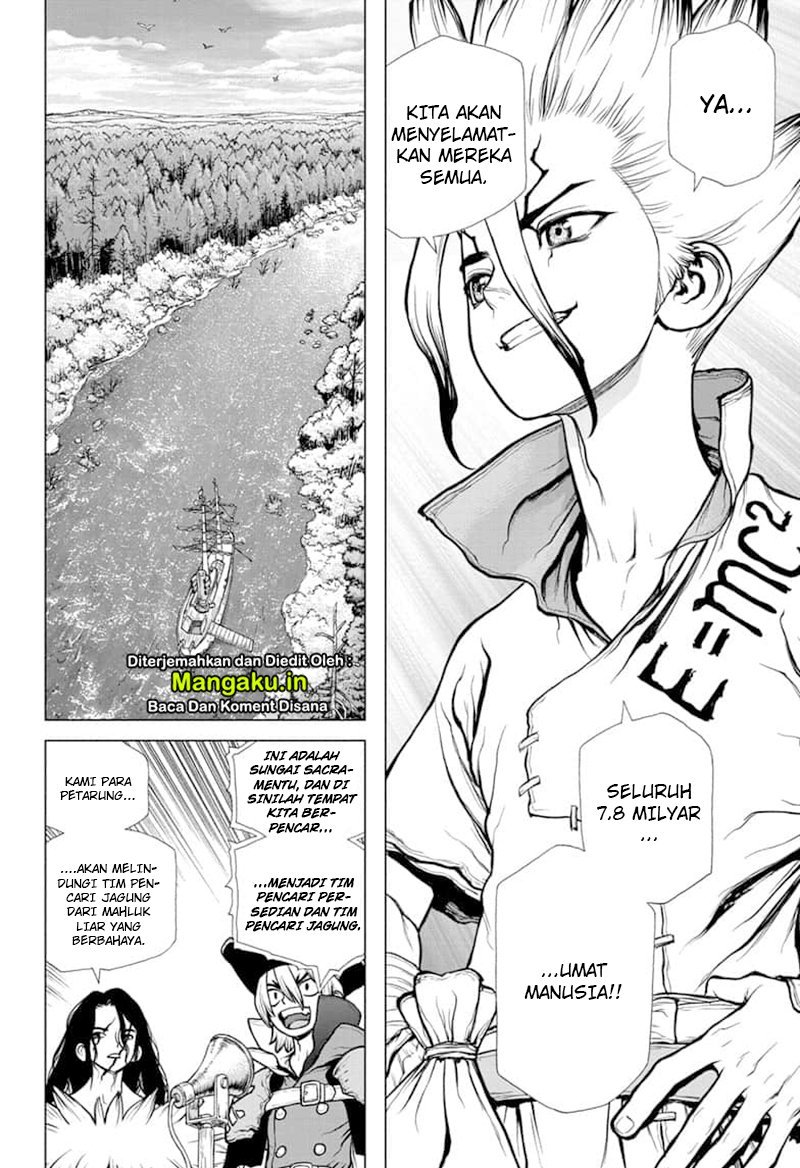 YA...
KITA AKAN
MENYELAMAT-
KAN MEREKA
SEMUA.
E=mc²
SELURUH
7.8 MILYAR
...
...UMAT
MANUSIA!!
Diterjemahkan dan Diedit Oleh :
Mangaku.in
Baca Dan Koment Disana
INI ADALAH
SUNGAI SACRA-
MENTU, DAN DI
SINILAH TEMPAT
KITA BER-
PENCAR...
...MENJADI TIM
PENCARI PER-
SEDIAN DAN TIM
PENCARI JAGUNG.
KAMI PARA
PETARUNG...
....AKAN MELIN-
DUNGI TIM PEN-
CARI JAGUNG
DARI MAHLUK
LIAR YANG
BERBAHAYA.